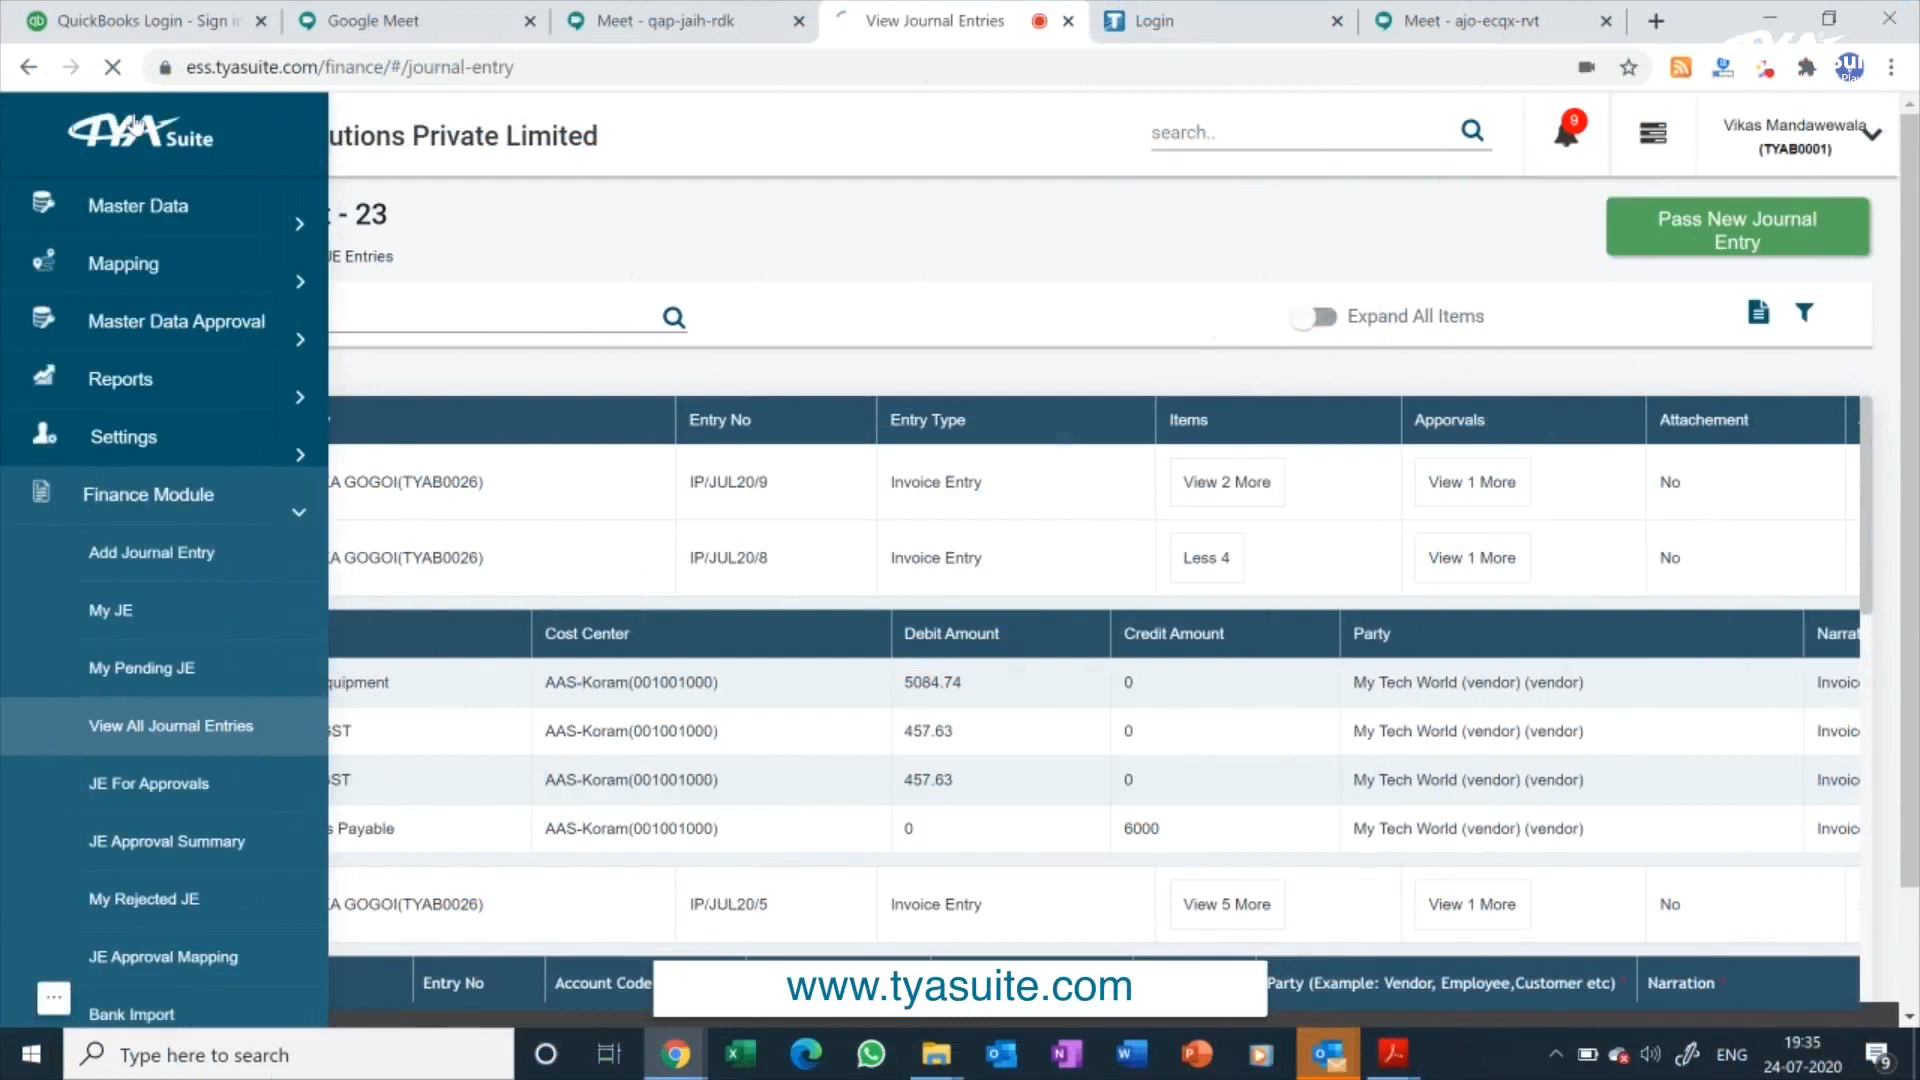 QuickBooks Login - Sign in
Google Meet
Meet - qap-jaih-rdk
View Journal Entries
Login
Meet - ajo-ecqx-rvt
ess.tyasuite.com/finance/#/journal-entry
TYA Suite
utions Private Limited
search..
9
Vikas Mandawewala
(TYAB0001)
Master Data
Mapping
Master Data Approval
Reports
Settings
Finance Module
Add Journal Entry
My JE
My Pending JE
View All Journal Entries
JE For Approvals
JE Approval Summary
My Rejected JE
JE Approval Mapping
Bank Import
- 23
JE Entries
Pass New Journal
Entry
Expand All Items
Entry No Entry Type Items Apporvals Attachement
GOGOI(TYAB0026) IP/JUL20/9 Invoice Entry View 2 More View 1 More No
GOGOI(TYAB0026) IP/JUL20/8 Invoice Entry Less 4 View 1 More No
Cost Center Debit Amount Credit Amount Party Narrat
quipment AAS-Koram(001001000) 5084.74 0 My Tech World (vendor) (vendor) Invoic
ST AAS-Koram(001001000) 457.63 0 My Tech World (vendor) (vendor) Invoic
ST AAS-Koram(001001000) 457.63 0 My Tech World (vendor) (vendor) Invoic
s Payable AAS-Koram(001001000) 0 6000 My Tech World (vendor) (vendor) Invoic
GOGOI(TYAB0026) IP/JUL20/5 Invoice Entry View 5 More View 1 More No
Entry No Account Code Party (Example: Vendor, Employee,Customer etc) Narration
www.tyasuite.com
Type here to search
ENG
19:35
24-07-2020
9